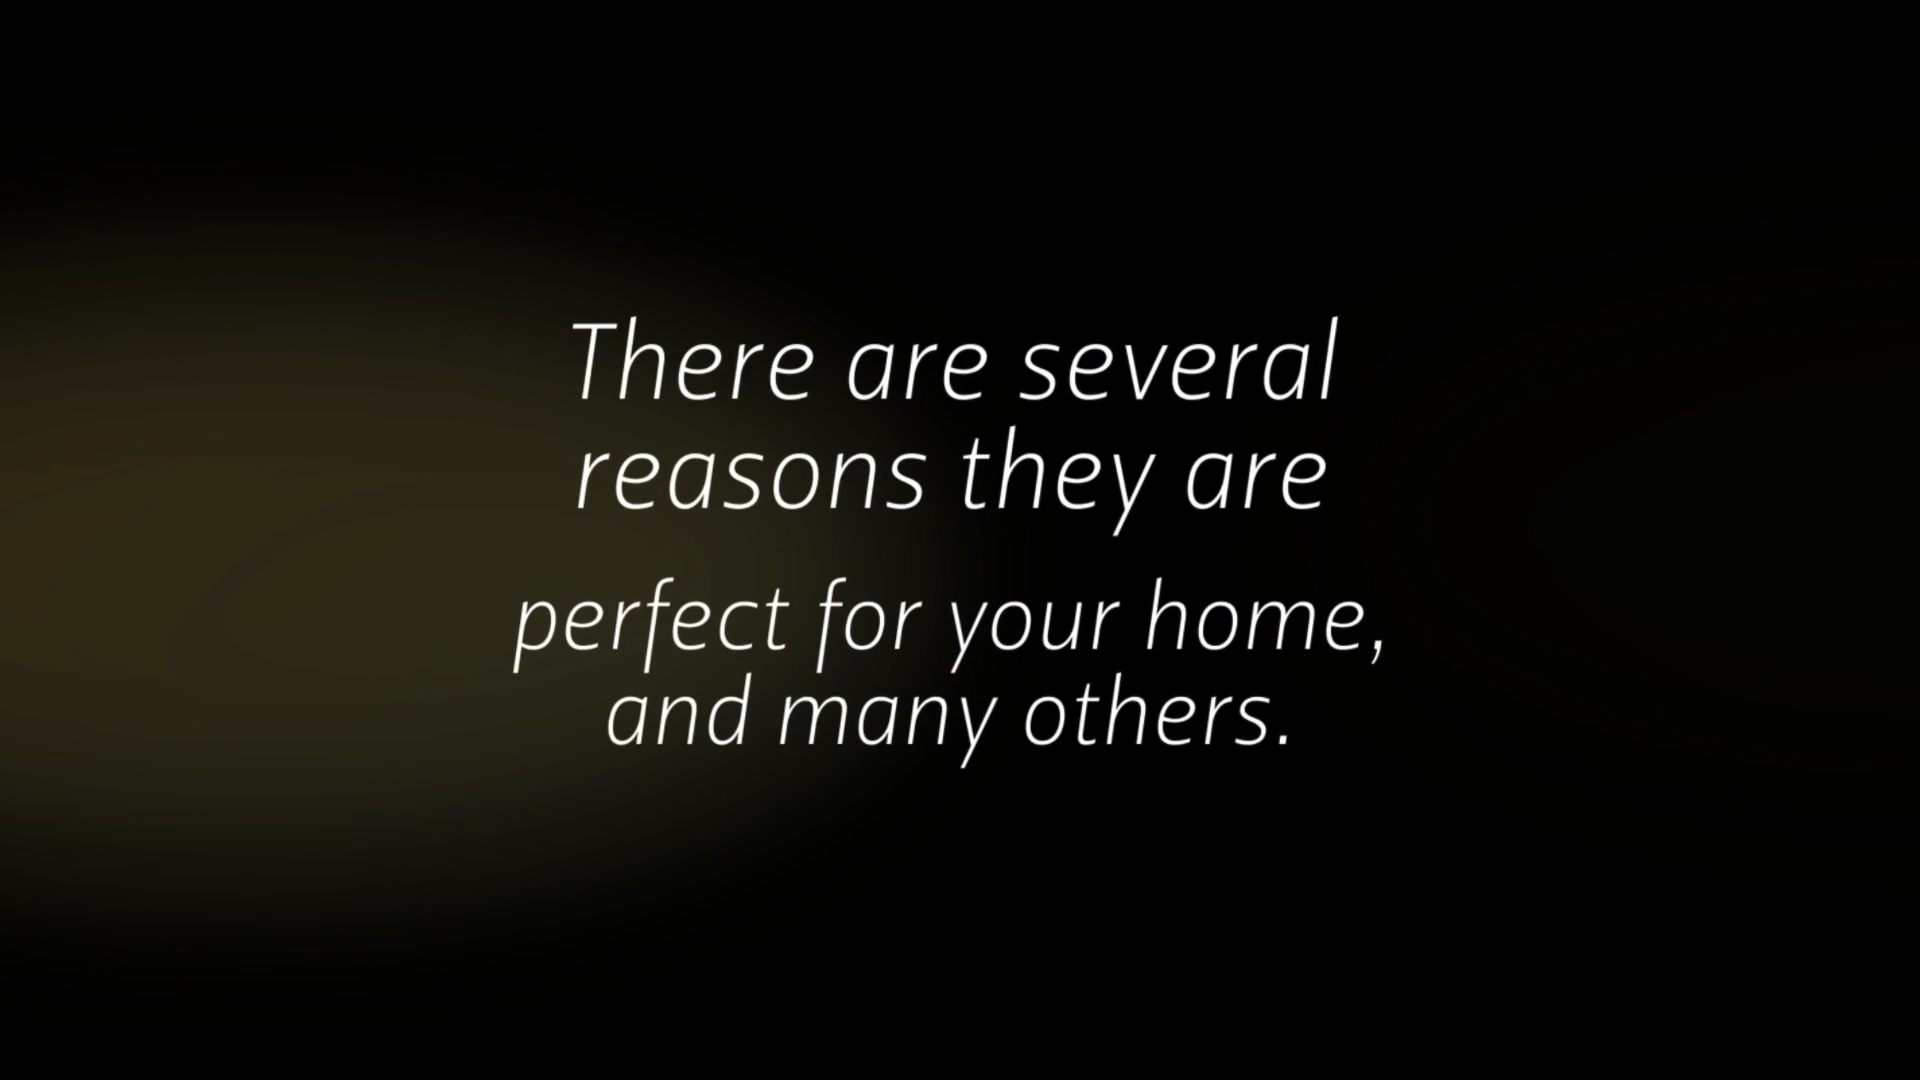 There are several
reasons they are
perfect for your home,
and many others.